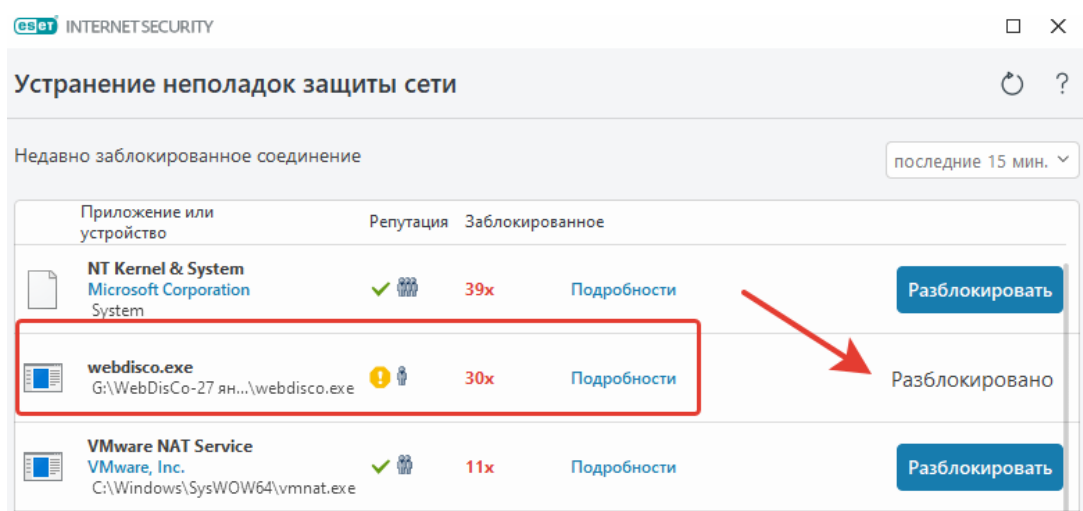 eset INTERNET SECURITY
Устранение неполадок защиты сети
?
Недавно заблокированное соединение
последние 15 мин.
Приложение или устройство Репутация Заблокированное
NT Kernel & System
Microsoft Corporation
System
39x Подробности Разблокировать
webdisco.exe
G:\WebDisCo-27 ян...\webdisco.exe
30x Подробности Разблокировано
VMware NAT Service
VMware, Inc.
C:\Windows\SysWOW64\vmnat.exe
11x Подробности Разблокировать